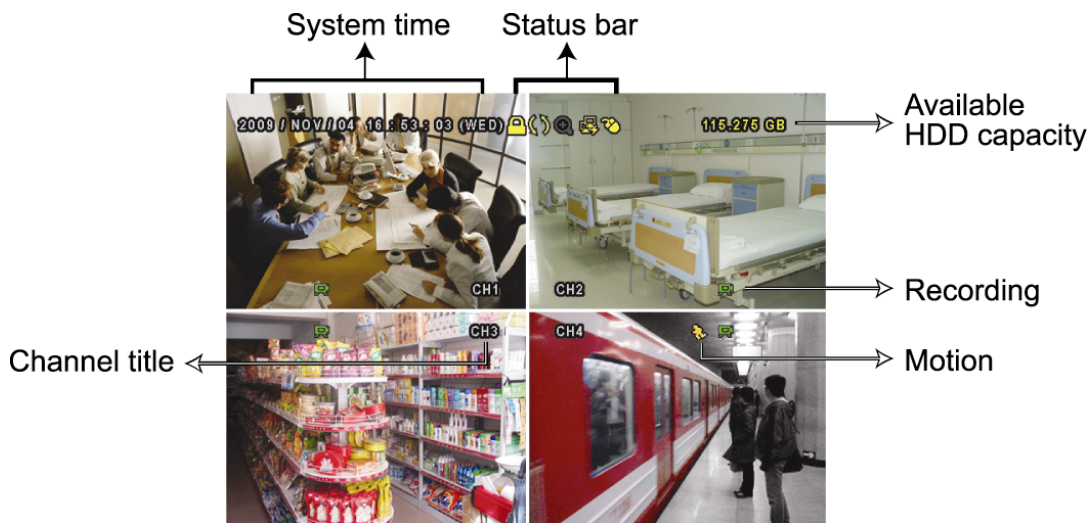 System time
Status bar
2009 / NOV / 04 16 : 53 : 03 (WED)
115.275 GB
Available
HDD capacity
CH1
CH2
Recording
CH3
CH4
Channel title
Motion